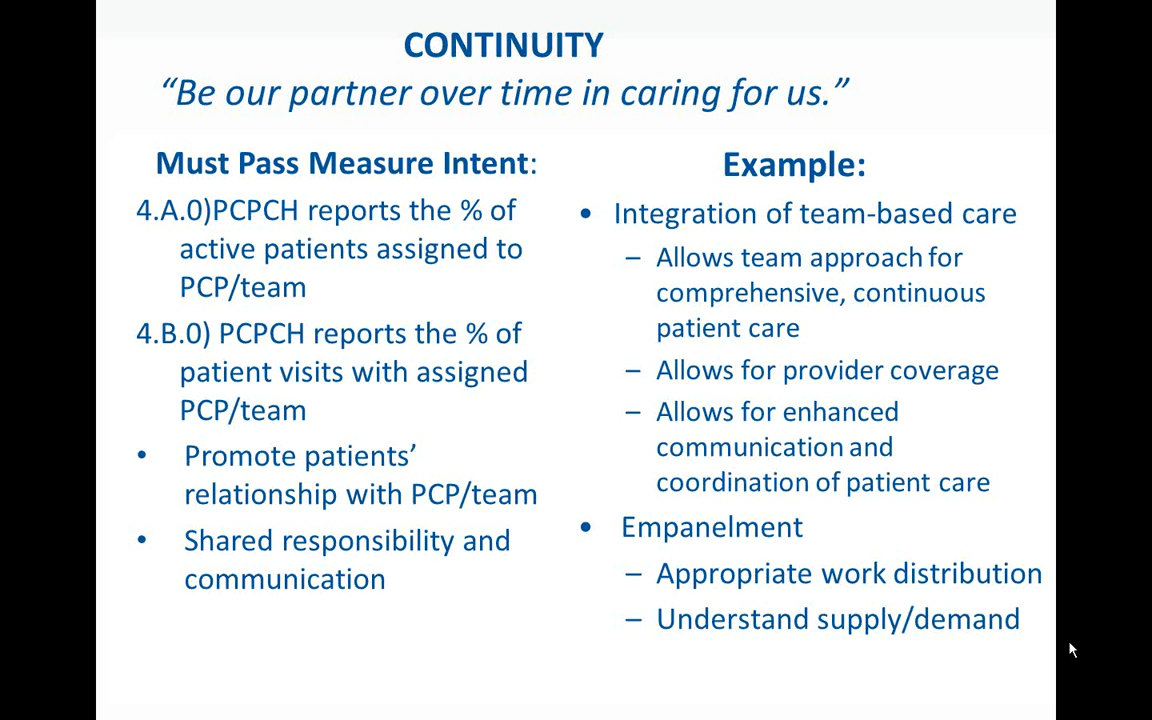 CONTINUITY
“Be our partner over time in caring for us.”
Must Pass Measure Intent:
4.A.0)PCPCH reports the % of
active patients assigned to
PCP/team
4.B.0) PCPCH reports the % of
patient visits with assigned
PCP/team
• Promote patients’
relationship with PCP/team
• Shared responsibility and
communication
Example:
• Integration of team-based care
– Allows team approach for
comprehensive, continuous
patient care
– Allows for provider coverage
– Allows for enhanced
communication and
coordination of patient care
• Empanelment
– Appropriate work distribution
– Understand supply/demand